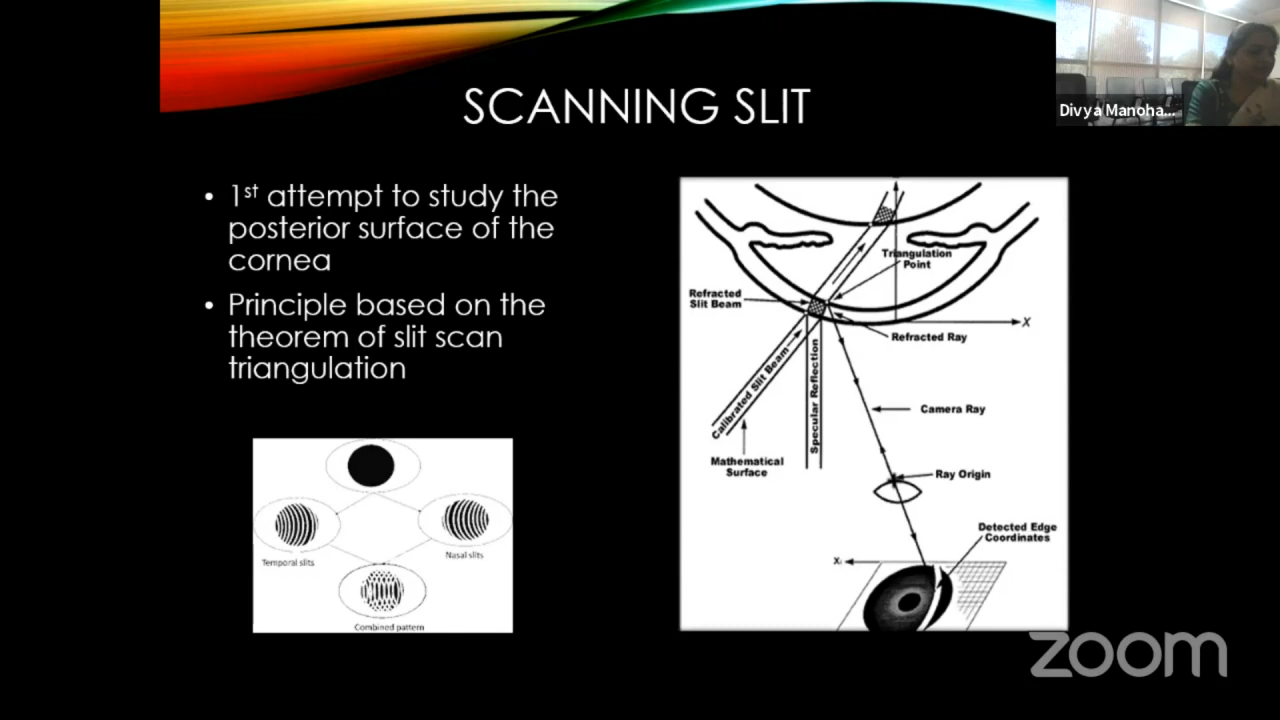 SCANNING SLIT
Divya Manoha...
• 1st attempt to study the
posterior surface of the
cornea
• Principle based on the
theorem of slit scan
triangulation
Temporal slits
Nasal slits
Combined pattern
Triangulation
Point
Refracted
Slit Beam
X
Refracted Ray
Calibrated Slit Beam
Specular Reflection
Camera Ray
Mathematical
Surface
Ray Origin
Detected Edge
Coordinates
Xi
zoom